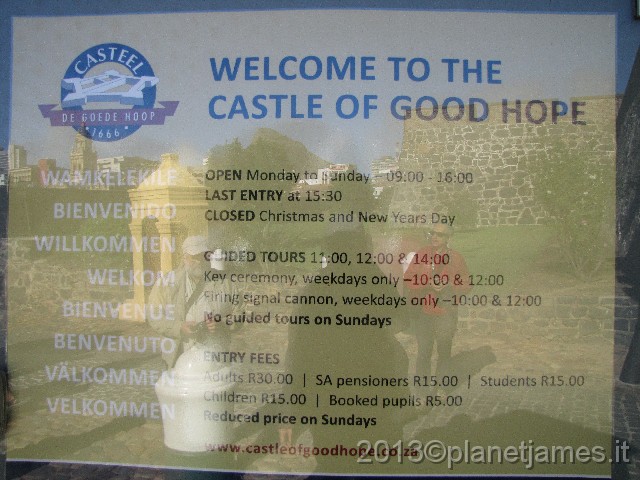 CASTEEL
DE GOEDE HOOP
1666
WELCOME TO THE
CASTLE OF GOOD HOPE
WAMKELEKILE
BIENVENIDO
WILLKOMMEN
WELKOM
BIENVENUE
BENVENUTO
VÄLKOMMEN
VELKOMMEN
OPEN Monday to Sunday – 09:00 - 16:00
LAST ENTRY at 15:30
CLOSED Christmas and New Years Day
GUIDED TOURS 11:00, 12:00 & 14:00
Key ceremony, weekdays only –10:00 & 12:00
Firing signal cannon, weekdays only –10:00 & 12:00
No guided tours on Sundays
ENTRY FEES
Adults R30.00 | SA pensioners R15.00 | Students R15.00
Children R15.00 | Booked pupils R5.00
Reduced price on Sundays
www.castleofgoodhope.co.za
2013©planetjames.it